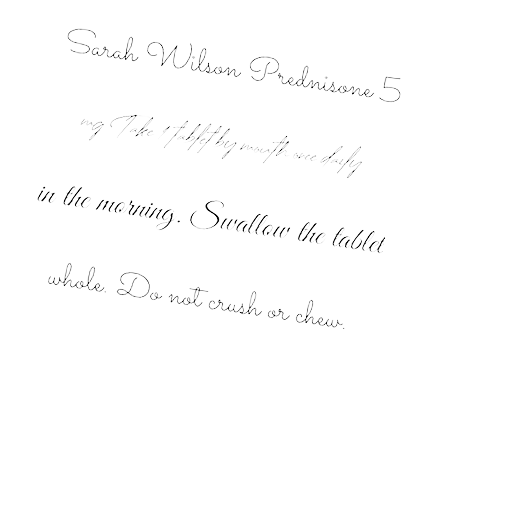 Sarah Wilson Prednisone 5
mg Take 1 tablet by mouth once daily
in the morning. Swallow the tablet
whole. Do not crush or chew.